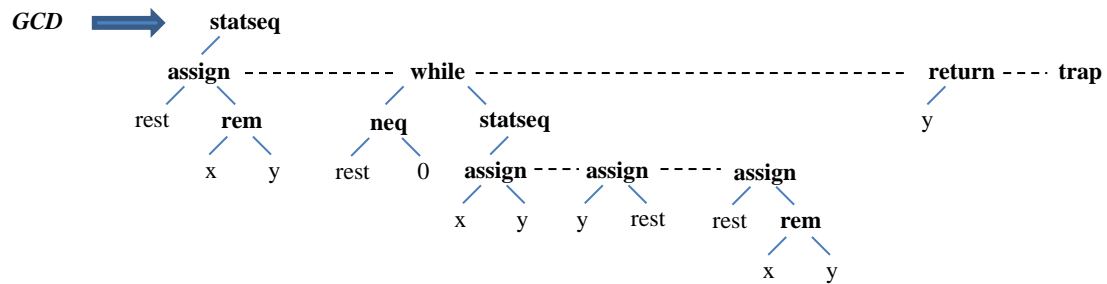 GCD statseq
assign while return trap
rest rem neq statseq y
x y rest 0 assign assign assign
x y y rest rest rem
x y